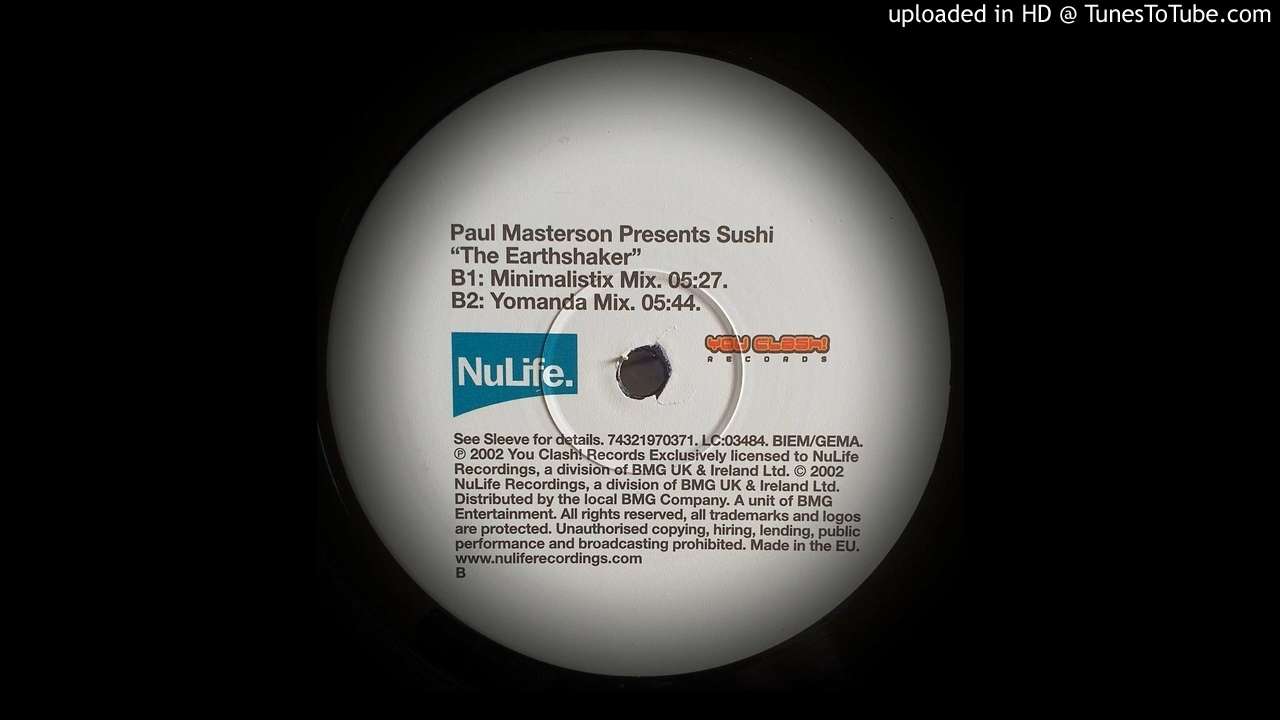 uploaded in HD @ TunesToTube.com
Paul Masterson Presents Sushi
“The Earthshaker”
B1: Minimalistix Mix. 05:27.
B2: Yomanda Mix. 05:44.
NuLife.
YOU CLASH!
RECORDS
See Sleeve for details. 74321970371. LC:03484. BIEM/GEMA.
℗ 2002 You Clash! Records Exclusively licensed to NuLife
Recordings, a division of BMG UK & Ireland Ltd. © 2002
NuLife Recordings, a division of BMG UK & Ireland Ltd.
Distributed by the local BMG Company. A unit of BMG
Entertainment. All rights reserved, all trademarks and logos
are protected. Unauthorised copying, hiring, lending, public
performance and broadcasting prohibited. Made in the EU.
www.nuliferecordings.com
B